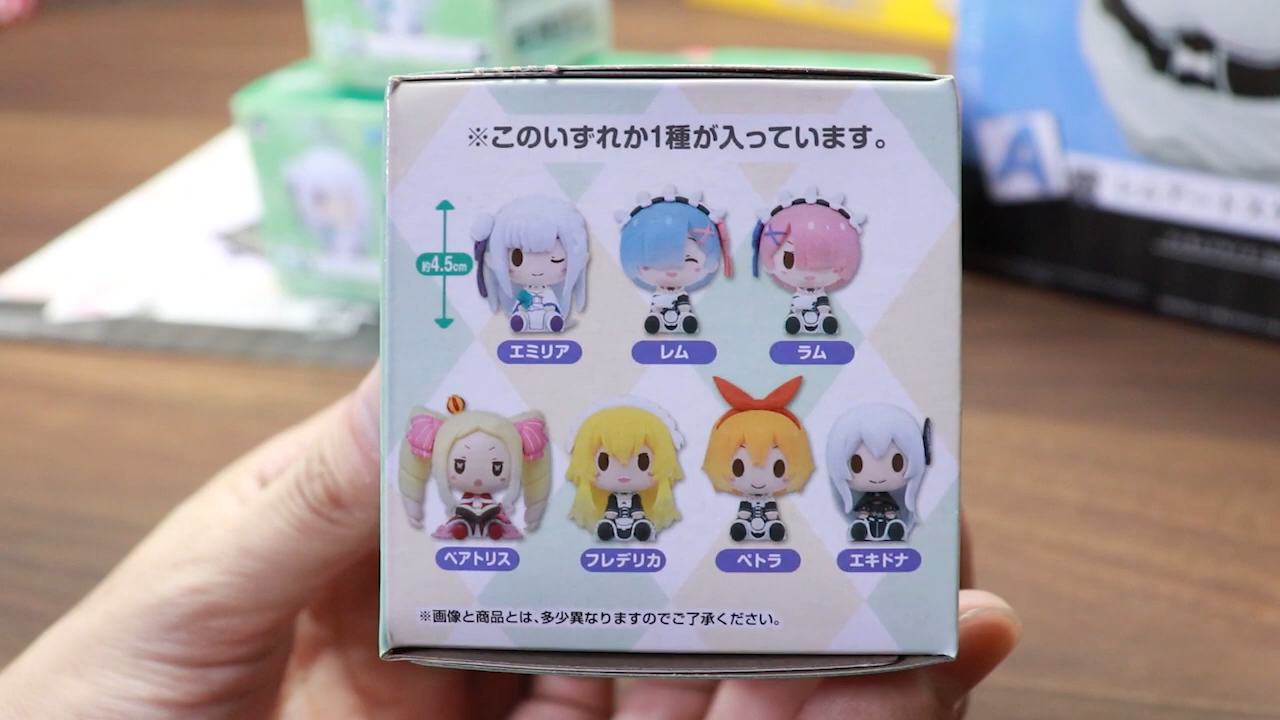 ※このいずれか1種が入っています。
約4.5cm
エミリア
レム
ラム
ベアトリス
フレデリカ
ペトラ
エキドナ
※画像と商品とは、多少異なりますのでご了承ください。
A